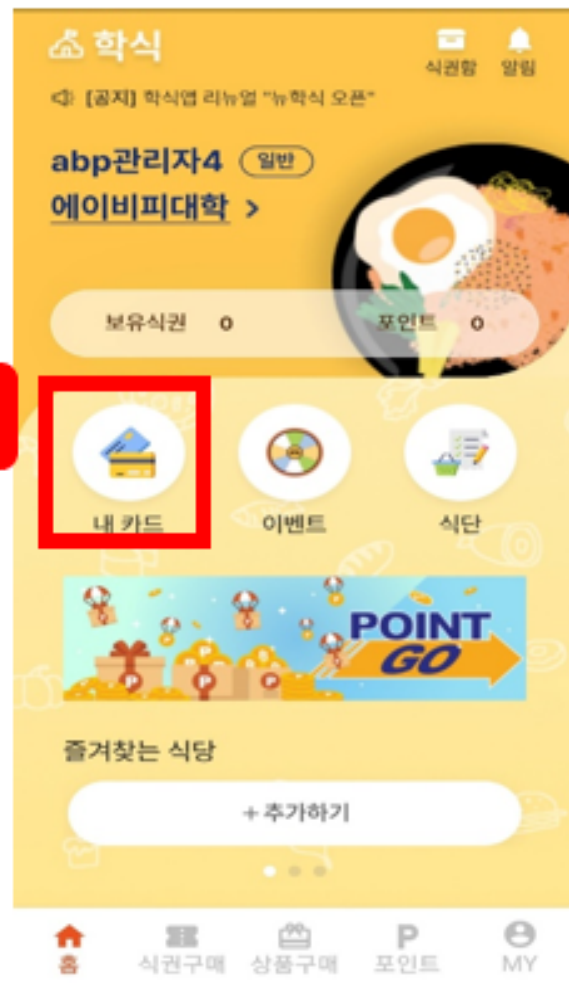 학식
식권함 알림
[공지] 학식앱 리뉴얼 "뉴학식 오픈"
abp관리자4 일반
에이비피대학 >
보유식권 0 포인트 0
내 카드 이벤트 식단
POINT
GO
즐겨찾는 식당
+ 추가하기
홈 식권구매 상품구매 포인트 MY